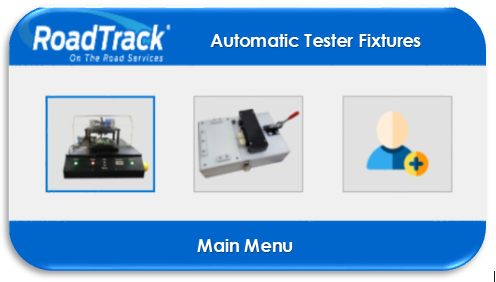 RoadTrack®
On The Road Services
Automatic Tester Fixtures
Main Menu